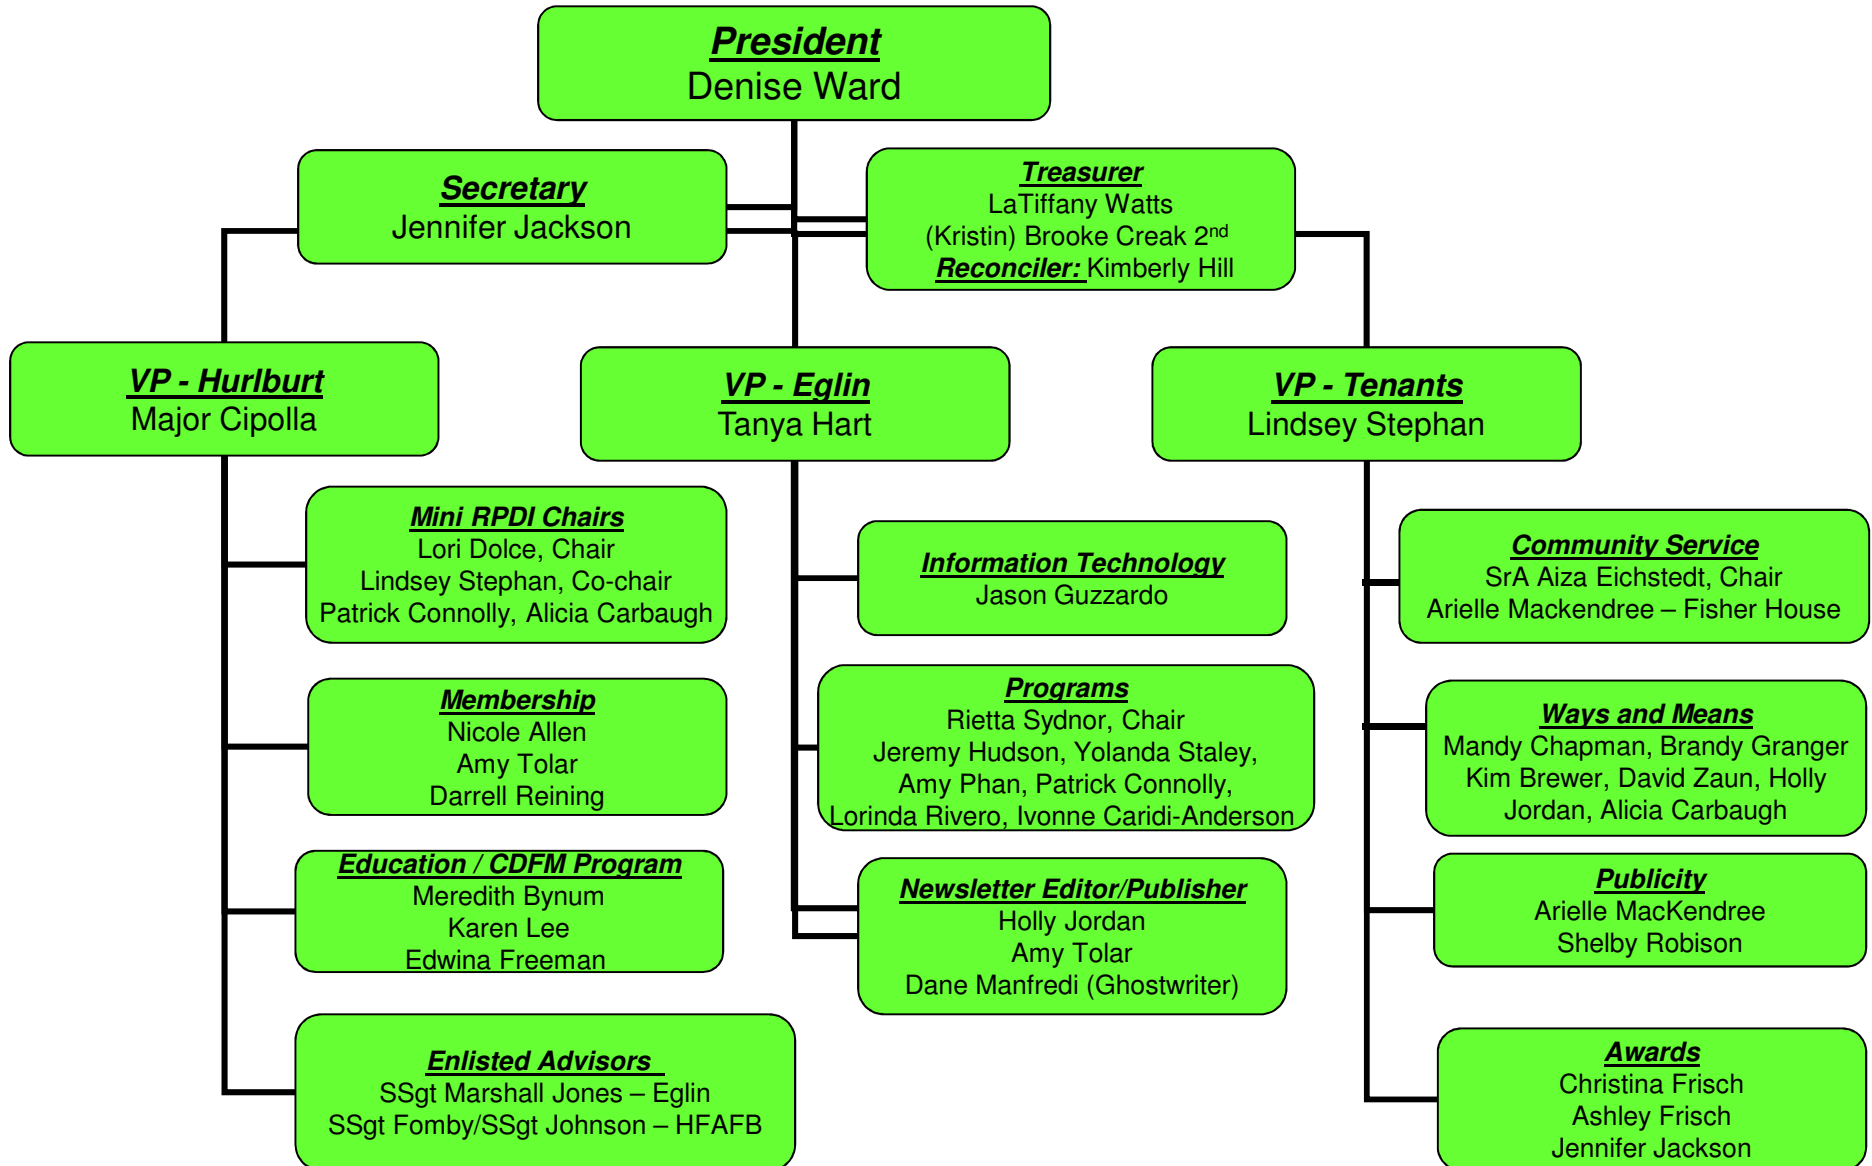 President
Denise Ward
Secretary
Jennifer Jackson
Treasurer
LaTiffany Watts
(Kristin) Brooke Creak 2nd
Reconciler: Kimberly Hill
VP - Hurlburt
Major Cipolla
VP - Eglin
Tanya Hart
VP - Tenants
Lindsey Stephan
Mini RPDI Chairs
Lori Dolce, Chair
Lindsey Stephan, Co-chair
Patrick Connolly, Alicia Carbaugh
Membership
Nicole Allen
Amy Tolar
Darrell Reining
Education / CDFM Program
Meredith Bynum
Karen Lee
Edwina Freeman
Enlisted Advisors
SSgt Marshall Jones – Eglin
SSgt Fomby/SSgt Johnson – HFAFB
Information Technology
Jason Guzzardo
Programs
Rietta Sydnor, Chair
Jeremy Hudson, Yolanda Staley,
Amy Phan, Patrick Connolly,
Lorinda Rivero, Ivonne Caridi-Anderson
Newsletter Editor/Publisher
Holly Jordan
Amy Tolar
Dane Manfredi (Ghostwriter)
Community Service
SrA Aiza Eichstedt, Chair
Arielle Mackendree – Fisher House
Ways and Means
Mandy Chapman, Brandy Granger
Kim Brewer, David Zaun, Holly
Jordan, Alicia Carbaugh
Publicity
Arielle MacKendree
Shelby Robison
Awards
Christina Frisch
Ashley Frisch
Jennifer Jackson